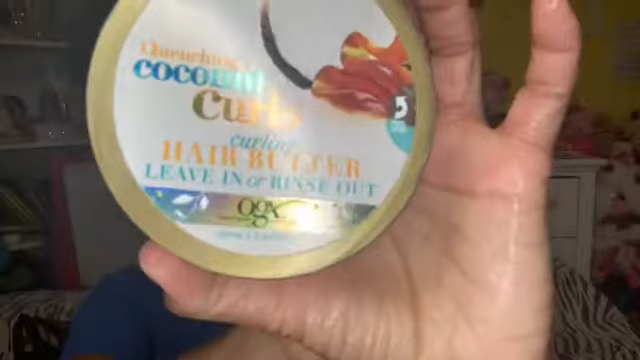 Quenching
coconut
curls
curling
HAIR BUTTER
LEAVE IN or RINSE OUT
ogx